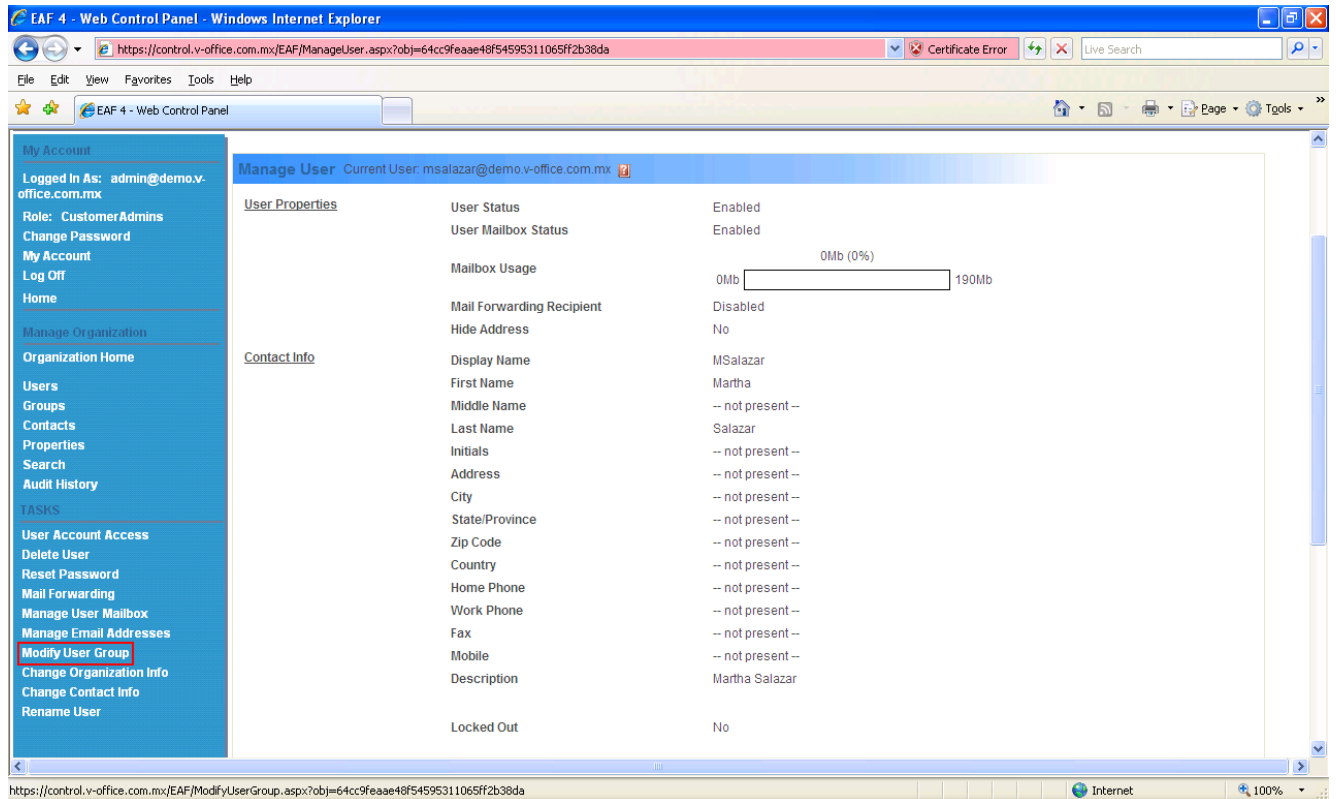 EAF 4 - Web Control Panel - Windows Internet Explorer
https://control.v-office.com.mx/EAF/ManageUser.aspx?obj=64cc9feaae48f54595311065ff2b38da Certificate Error Live Search
File Edit View Favorites Tools Help
EAF 4 - Web Control Panel Page Tools »
My Account
Logged In As: admin@demo.v-
office.com.mx
Role: CustomerAdmins
Change Password
My Account
Log Off
Home
Manage Organization
Organization Home
Users
Groups
Contacts
Properties
Search
Audit History
TASKS
User Account Access
Delete User
Reset Password
Mail Forwarding
Manage User Mailbox
Manage Email Addresses
Modify User Group
Change Organization Info
Change Contact Info
Rename User
Manage User Current User: msalazar@demo.v-office.com.mx
User Properties User Status Enabled
User Mailbox Status Enabled
0Mb (0%)
Mailbox Usage 0Mb 190Mb
Mail Forwarding Recipient Disabled
Hide Address No
Contact Info Display Name MSalazar
First Name Martha
Middle Name -- not present --
Last Name Salazar
Initials -- not present --
Address -- not present --
City -- not present --
State/Province -- not present --
Zip Code -- not present --
Country -- not present --
Home Phone -- not present --
Work Phone -- not present --
Fax -- not present --
Mobile -- not present --
Description Martha Salazar
Locked Out No
https://control.v-office.com.mx/EAF/ModifyUserGroup.aspx?obj=64cc9feaae48f54595311065ff2b38da Internet 100%